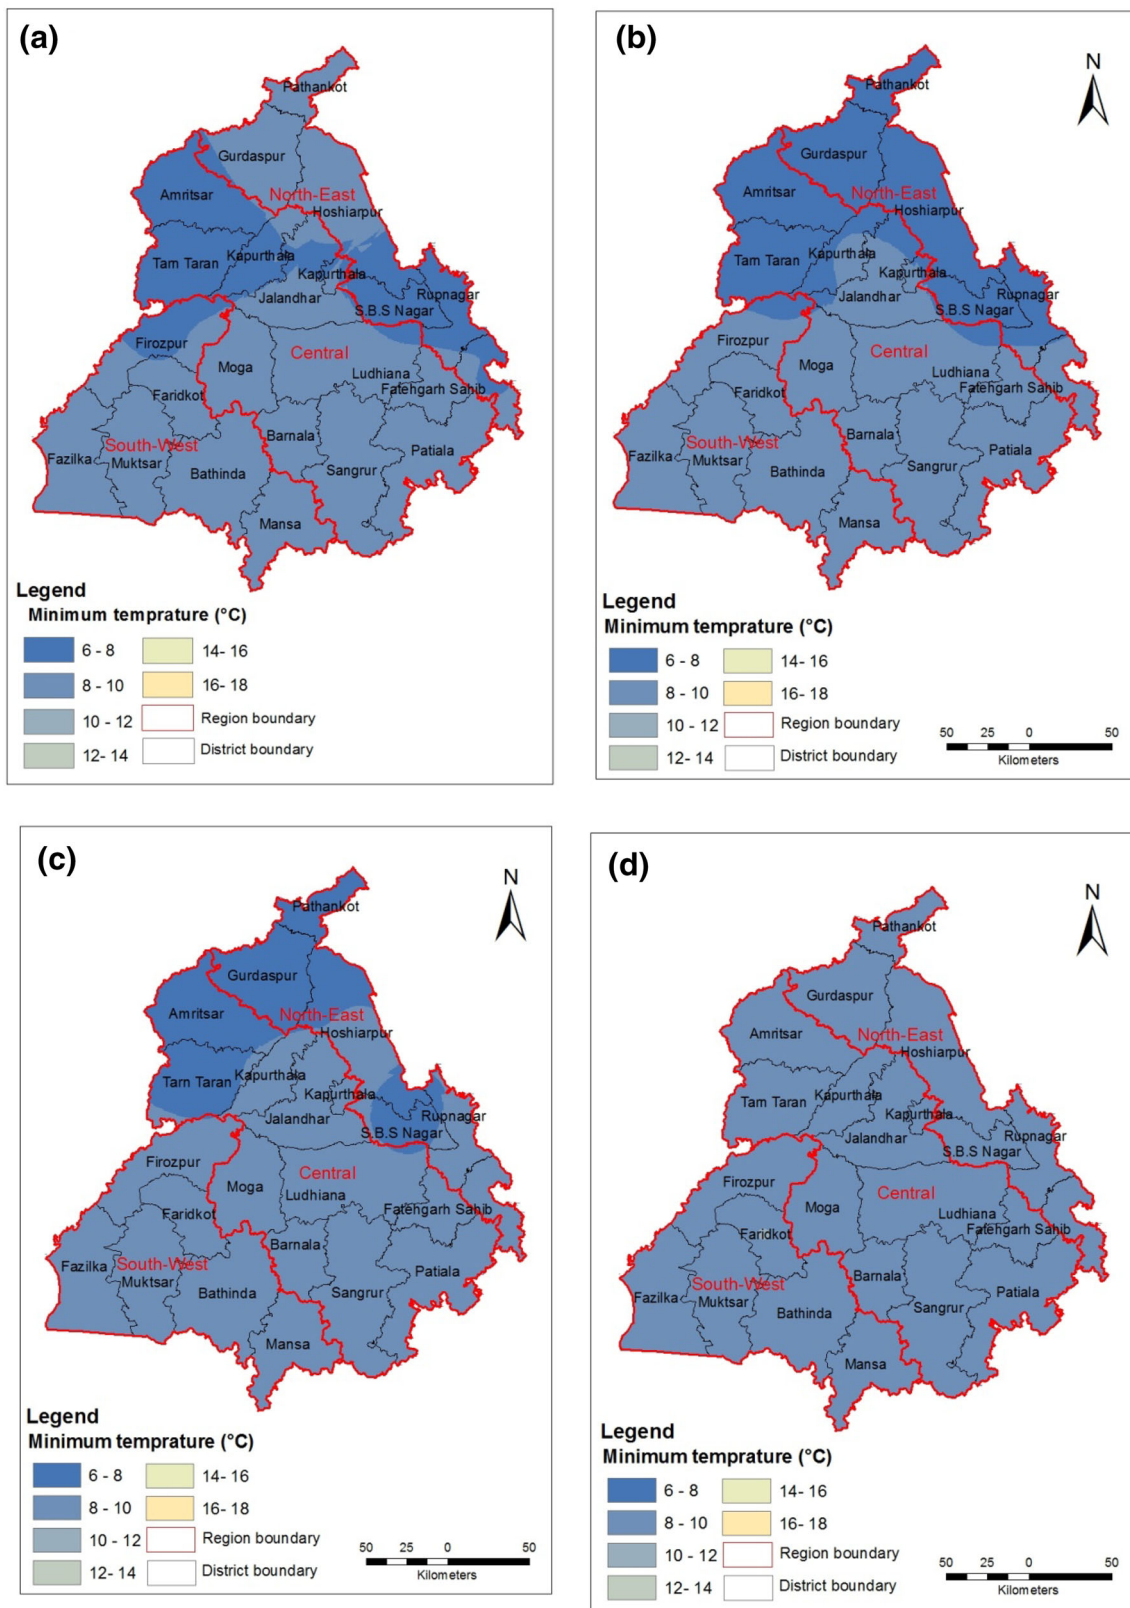 (a)
Pathankot
Gurdaspur
Amritsar
North-East
Hoshiarpur
Tarn Taran
Kapurthala
Kapurthala
Jalandhar
Rupnagar
S.B.S Nagar
Firozpur
Central
Moga
Ludhiana
Faridkot
Fatehgarh Sahib
Barnala
South-West
Fazilka
Muktsar
Patiala
Bathinda
Sangrur
Mansa
Legend
Minimum temprature (°C)
6 - 8 14- 16
8 - 10 16- 18
10 - 12 Region boundary
12- 14 District boundary
(b)
N
Pathankot
Gurdaspur
Amritsar
North-East
Hoshiarpur
Tarn Taran
Kapurthala
Kapurthala
Jalandhar
Rupnagar
S.B.S Nagar
Firozpur
Central
Moga
Ludhiana
Faridkot
Fatehgarh Sahib
Barnala
South-West
Fazilka
Muktsar
Patiala
Bathinda
Sangrur
Mansa
Legend
Minimum temprature (°C)
6 - 8 14- 16
8 - 10 16- 18
10 - 12 Region boundary
12- 14 District boundary
50 25 0 50
Kilometers
(c)
N
Pathankot
Gurdaspur
Amritsar
North-East
Hoshiarpur
Tarn Taran
Kapurthala
Kapurthala
Jalandhar
Rupnagar
S.B.S Nagar
Firozpur
Central
Moga
Ludhiana
Faridkot
Fatehgarh Sahib
Barnala
South-West
Fazilka
Muktsar
Patiala
Bathinda
Sangrur
Mansa
Legend
Minimum temprature (°C)
6 - 8 14- 16
8 - 10 16- 18
10 - 12 Region boundary
12- 14 District boundary
50 25 0 50
Kilometers
(d)
N
Pathankot
Gurdaspur
Amritsar
North-East
Hoshiarpur
Tarn Taran
Kapurthala
Kapurthala
Jalandhar
Rupnagar
S.B.S Nagar
Firozpur
Central
Moga
Ludhiana
Faridkot
Fatehgarh Sahib
Barnala
South-West
Fazilka
Muktsar
Patiala
Bathinda
Sangrur
Mansa
Legend
Minimum temprature (°C)
6 - 8 14- 16
8 - 10 16- 18
10 - 12 Region boundary
12- 14 District boundary
50 25 0 50
Kilometers